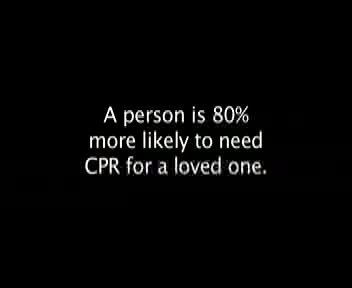 A person is 80%
more likely to need
CPR for a loved one.